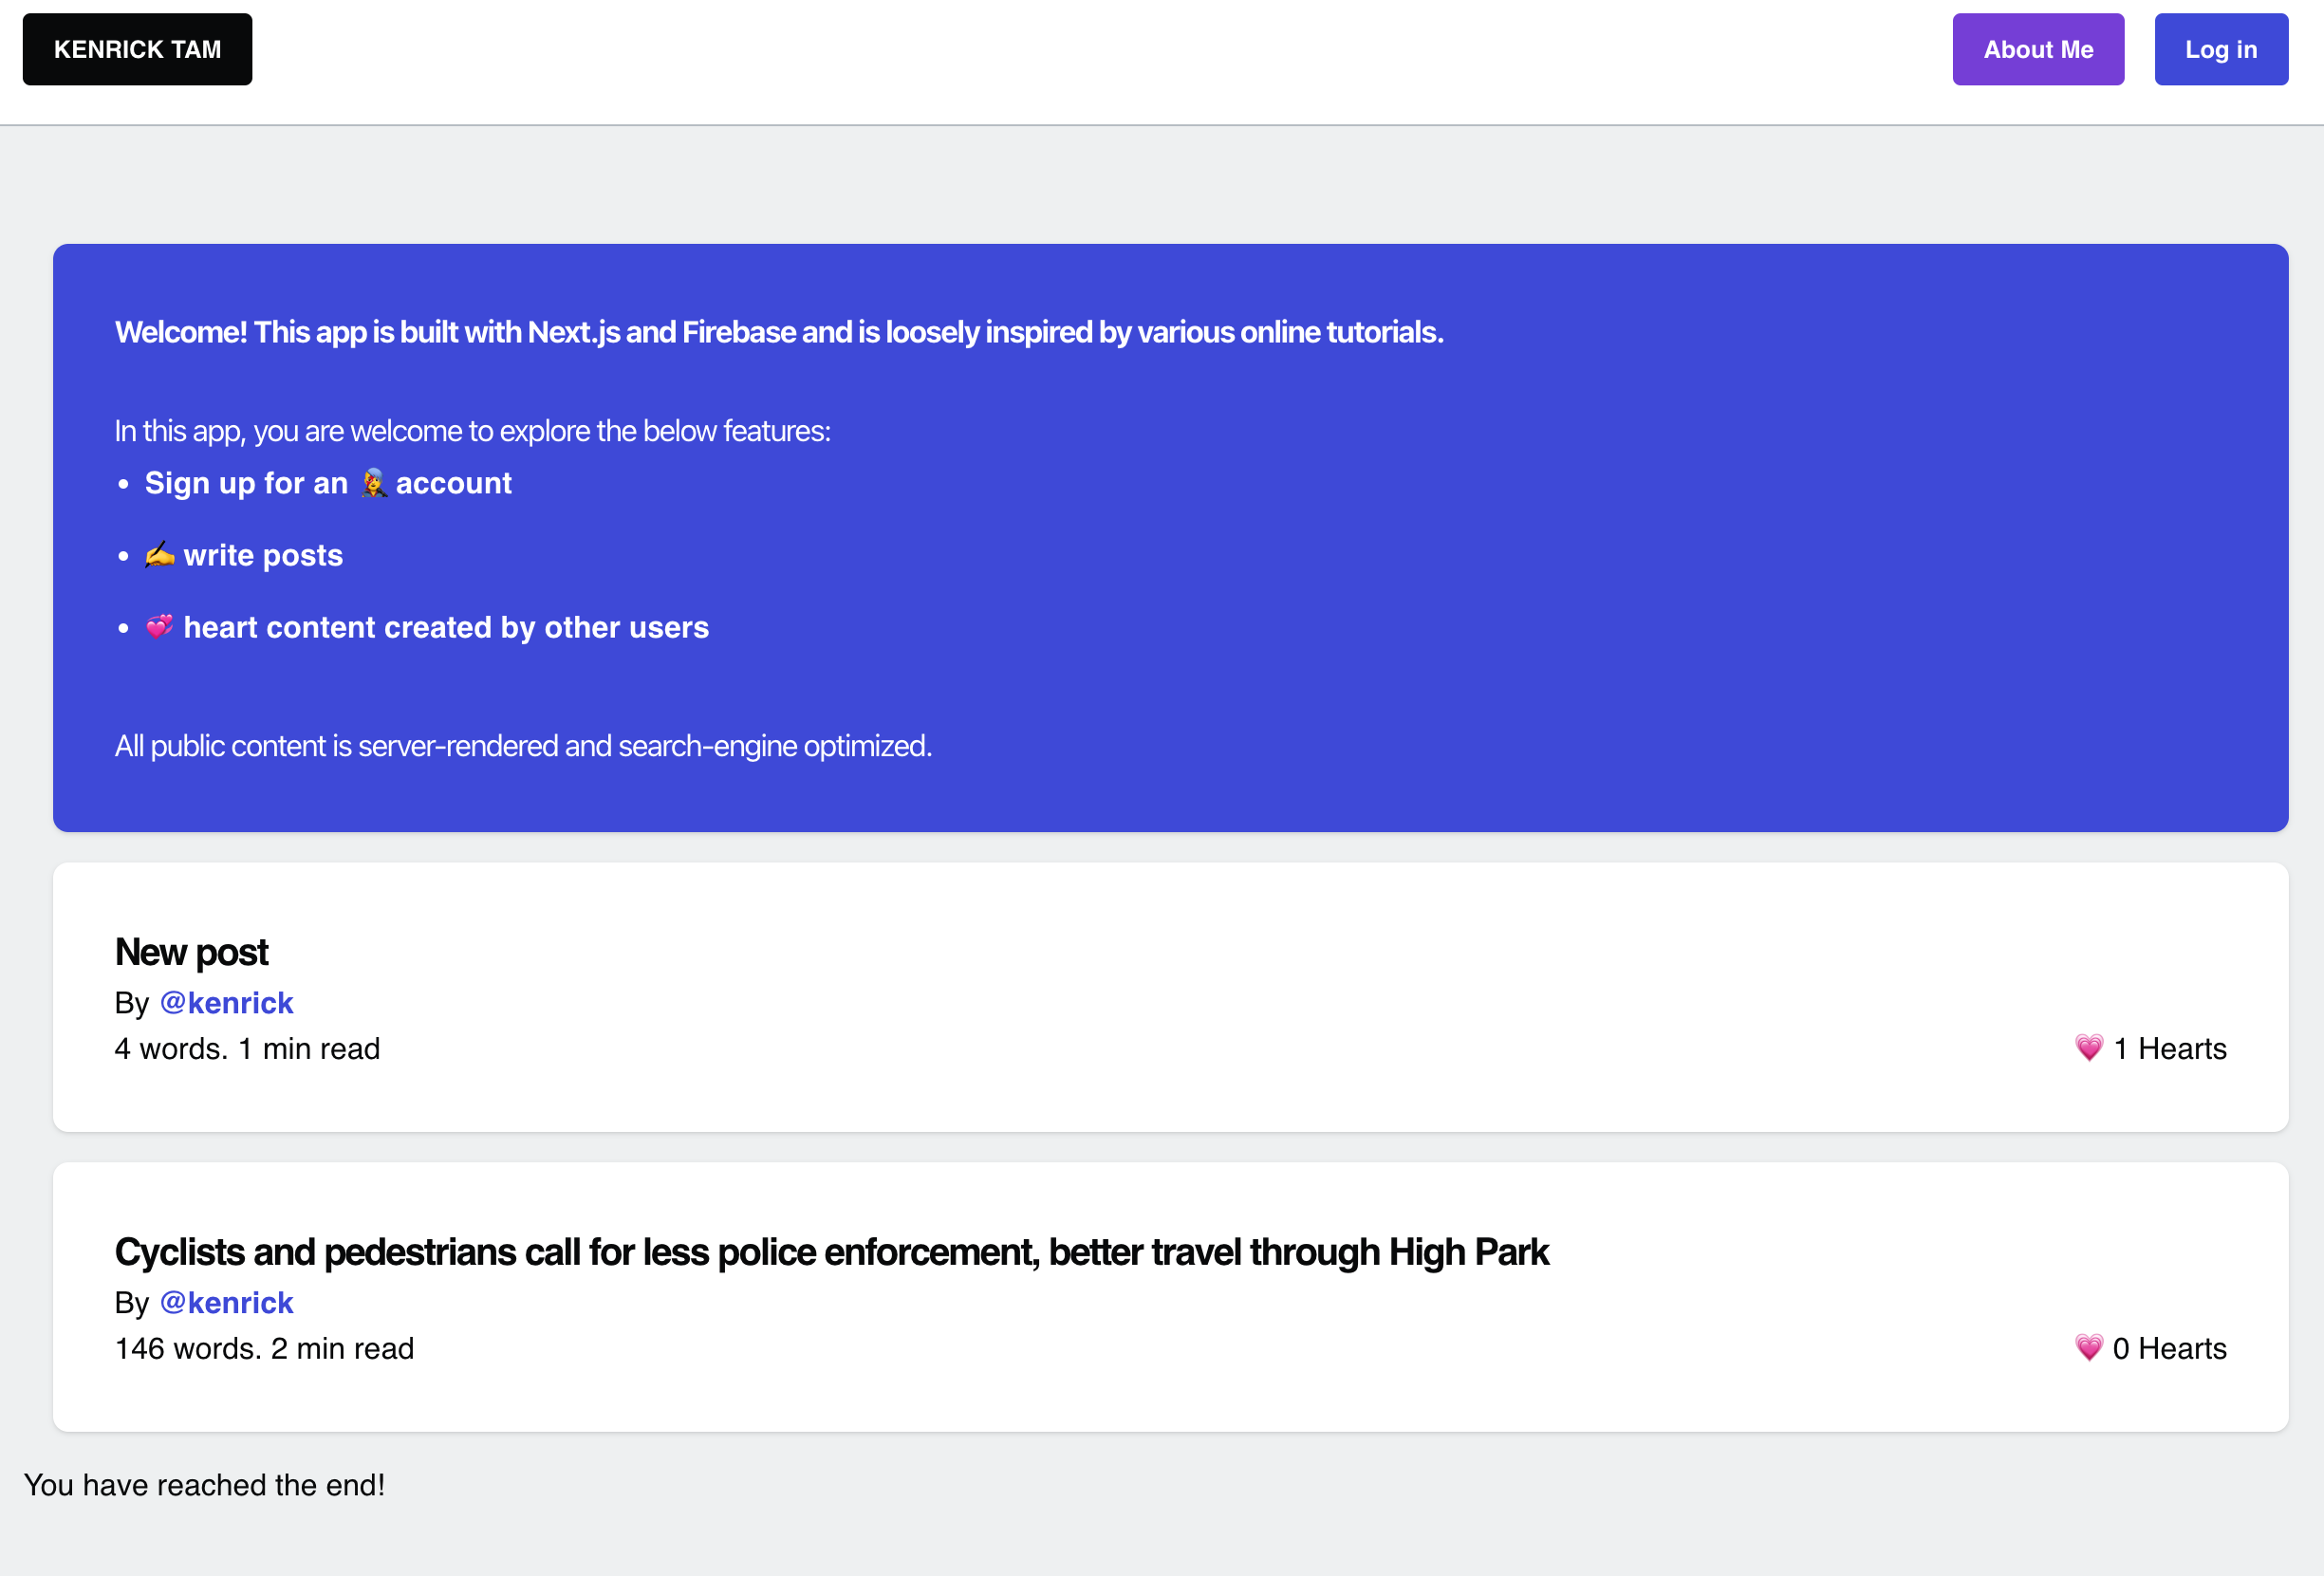 KENRICK TAM
About Me
Log in
Welcome! This app is built with Next.js and Firebase and is loosely inspired by various online tutorials.
In this app, you are welcome to explore the below features:
• Sign up for an 👩‍🎤 account
• ✍️ write posts
• 💞 heart content created by other users
All public content is server-rendered and search-engine optimized.
New post
By @kenrick
4 words. 1 min read
💗 1 Hearts
Cyclists and pedestrians call for less police enforcement, better travel through High Park
By @kenrick
146 words. 2 min read
💗 0 Hearts
You have reached the end!